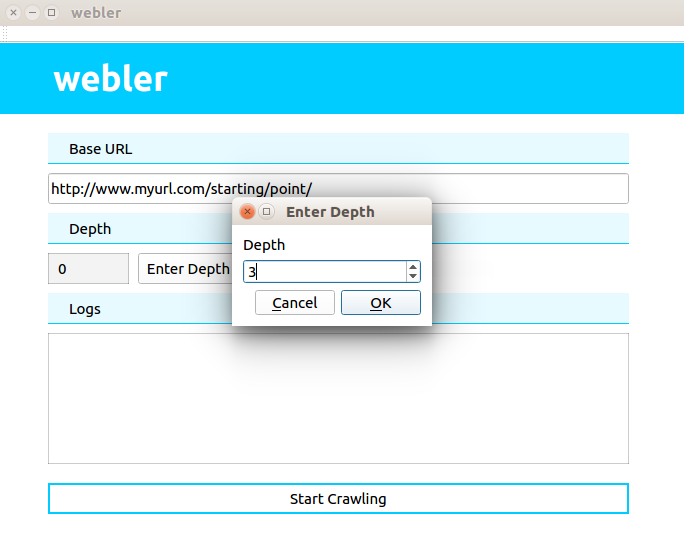 webler
webler
Base URL
http://www.myurl.com/starting/point/
Enter Depth
Depth
Depth
0
Enter Depth
3
Cancel
OK
Logs
Start Crawling